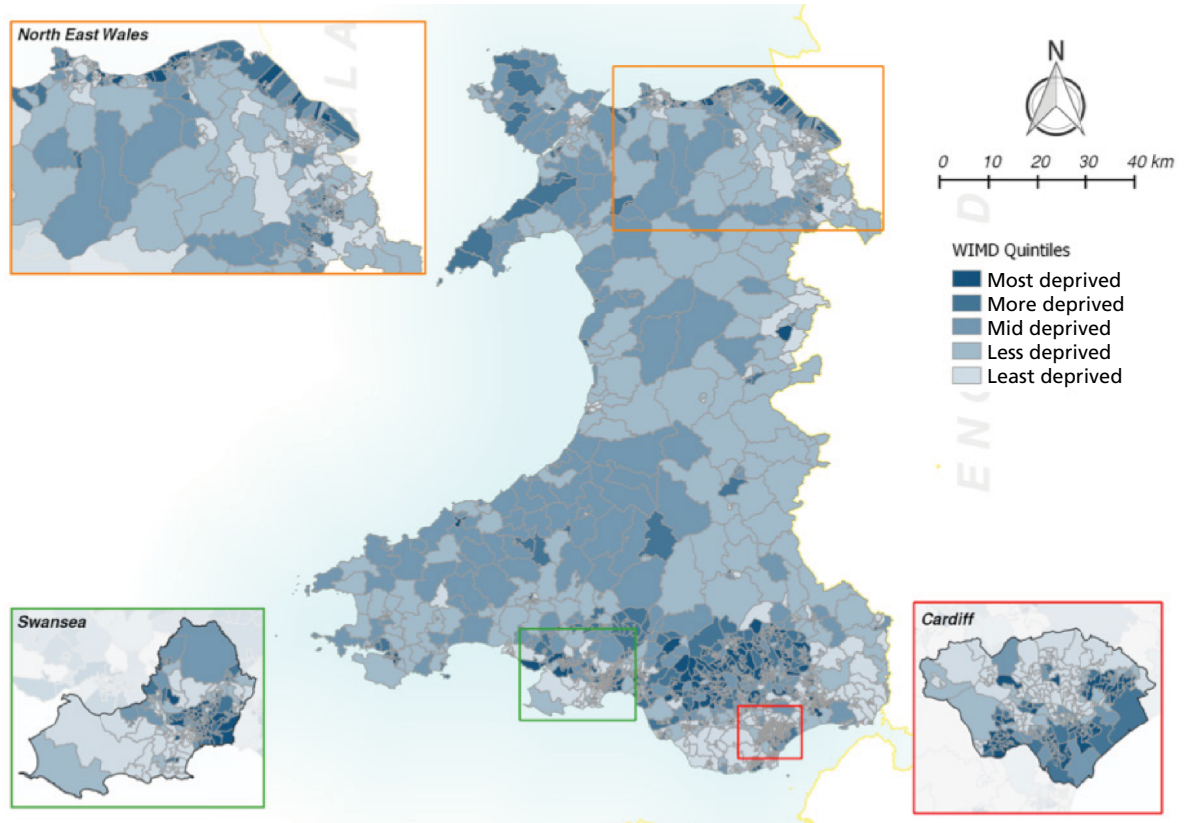 North East Wales
N
0 10 20 30 40 km
WIMD Quintiles
Most deprived
More deprived
Mid deprived
Less deprived
Least deprived
Swansea
Cardiff